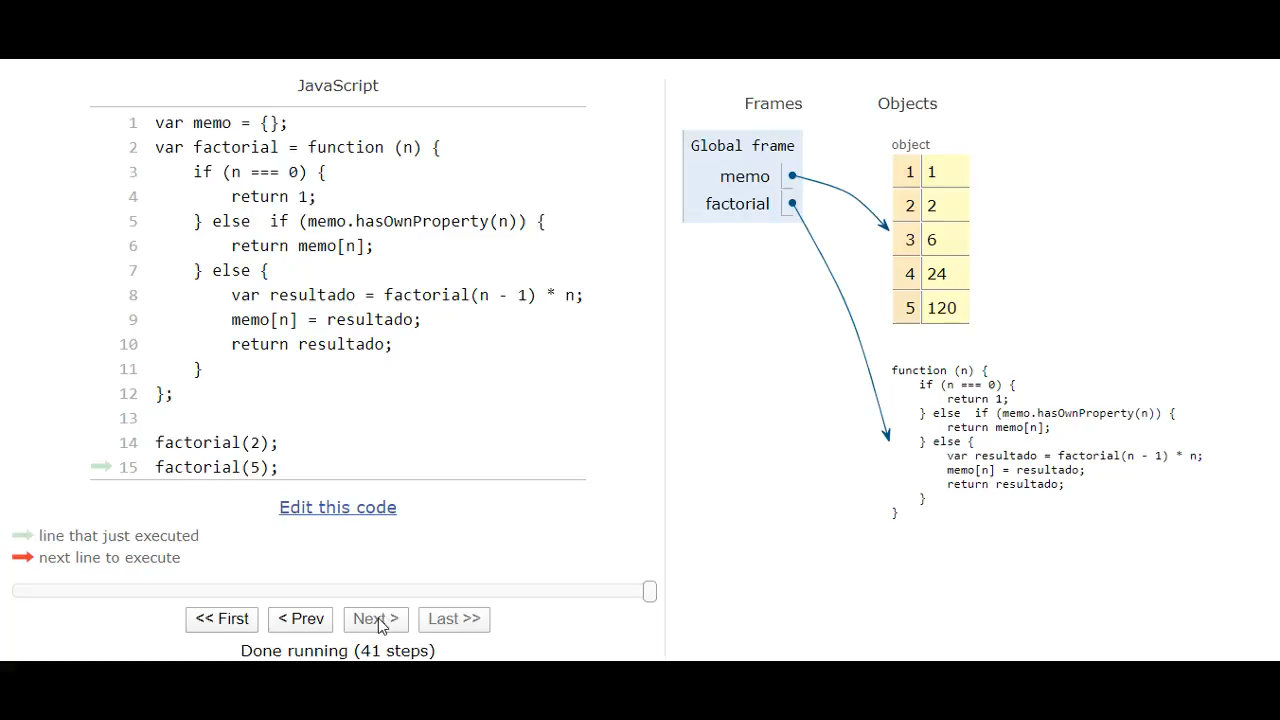 JavaScript
1 var memo = {};
2 var factorial = function (n) {
3 if (n === 0) {
4 return 1;
5 } else  if (memo.hasOwnProperty(n)) {
6 return memo[n];
7 } else {
8 var resultado = factorial(n - 1) * n;
9 memo[n] = resultado;
10 return resultado;
11 }
12 };
13
14 factorial(2);
15 factorial(5);
Edit this code
line that just executed
next line to execute
<< First < Prev Next > Last >>
Done running (41 steps)
Frames Objects
Global frame
memo
factorial
object
1 1
2 2
3 6
4 24
5 120
function (n) {
if (n === 0) {
return 1;
} else  if (memo.hasOwnProperty(n) {
return memo[n];
} else {
var resultado = factorial(n - 1) * n;
memo[n] = resultado;
return resultado;
}
}